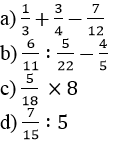 a) 1/3 + 3/4 − 7/12
b) 6/11 : 5/22 − 4/5
c) 5/18 × 8
d) 7/15 : 5